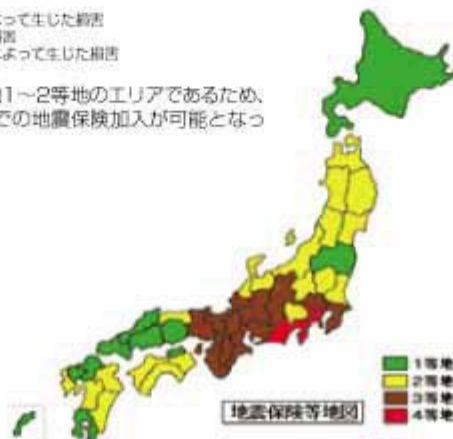 よって生じた損害
損害
によって生じた損害
1～2等地のエリアであるため、
での地震保険加入が可能となっ
1等地
2等地
3等地
4等地
地震保険等地図